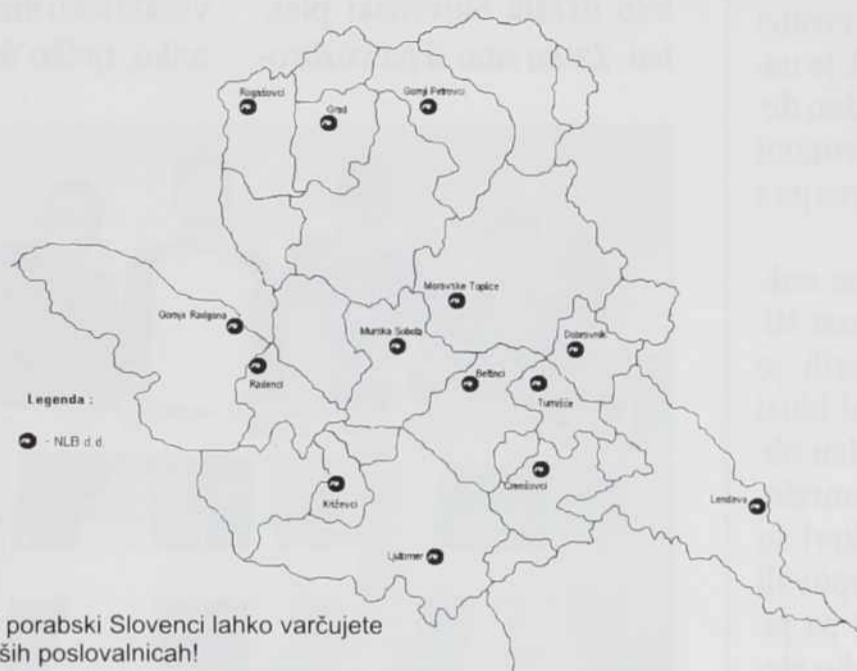 Rogašovci
Grad
Gornji Petrovci
Moravske Toplice
Gornja Radgona
Murska Sobota
Dobrovnik
Radenci
Beltinci
Turnišče
Legenda :
- NLB d.d.
Križevci
Črenšovci
Lendava
Ljutomer
porabski Slovenci lahko varčujete
ših poslovalnicah!